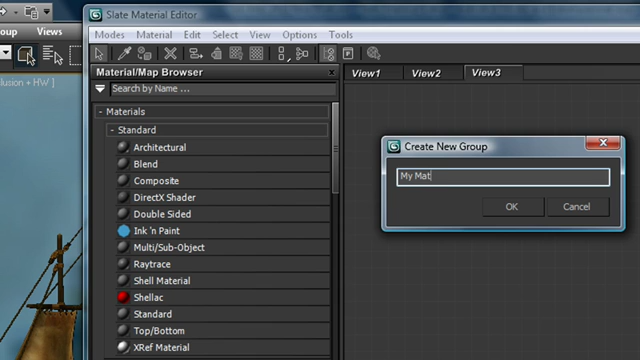 Slate Material Editor
oup Views
Modes Material Edit Select View Options Tools
Material/Map Browser
View1 View2 View3
Search by Name ...
lusion + HW ]
- Materials
- Standard
Architectural
Blend
Composite
DirectX Shader
Double Sided
Ink 'n Paint
Multi/Sub-Object
Raytrace
Shell Material
Shellac
Standard
Top/Bottom
XRef Material
Create New Group
My Mat
OK Cancel